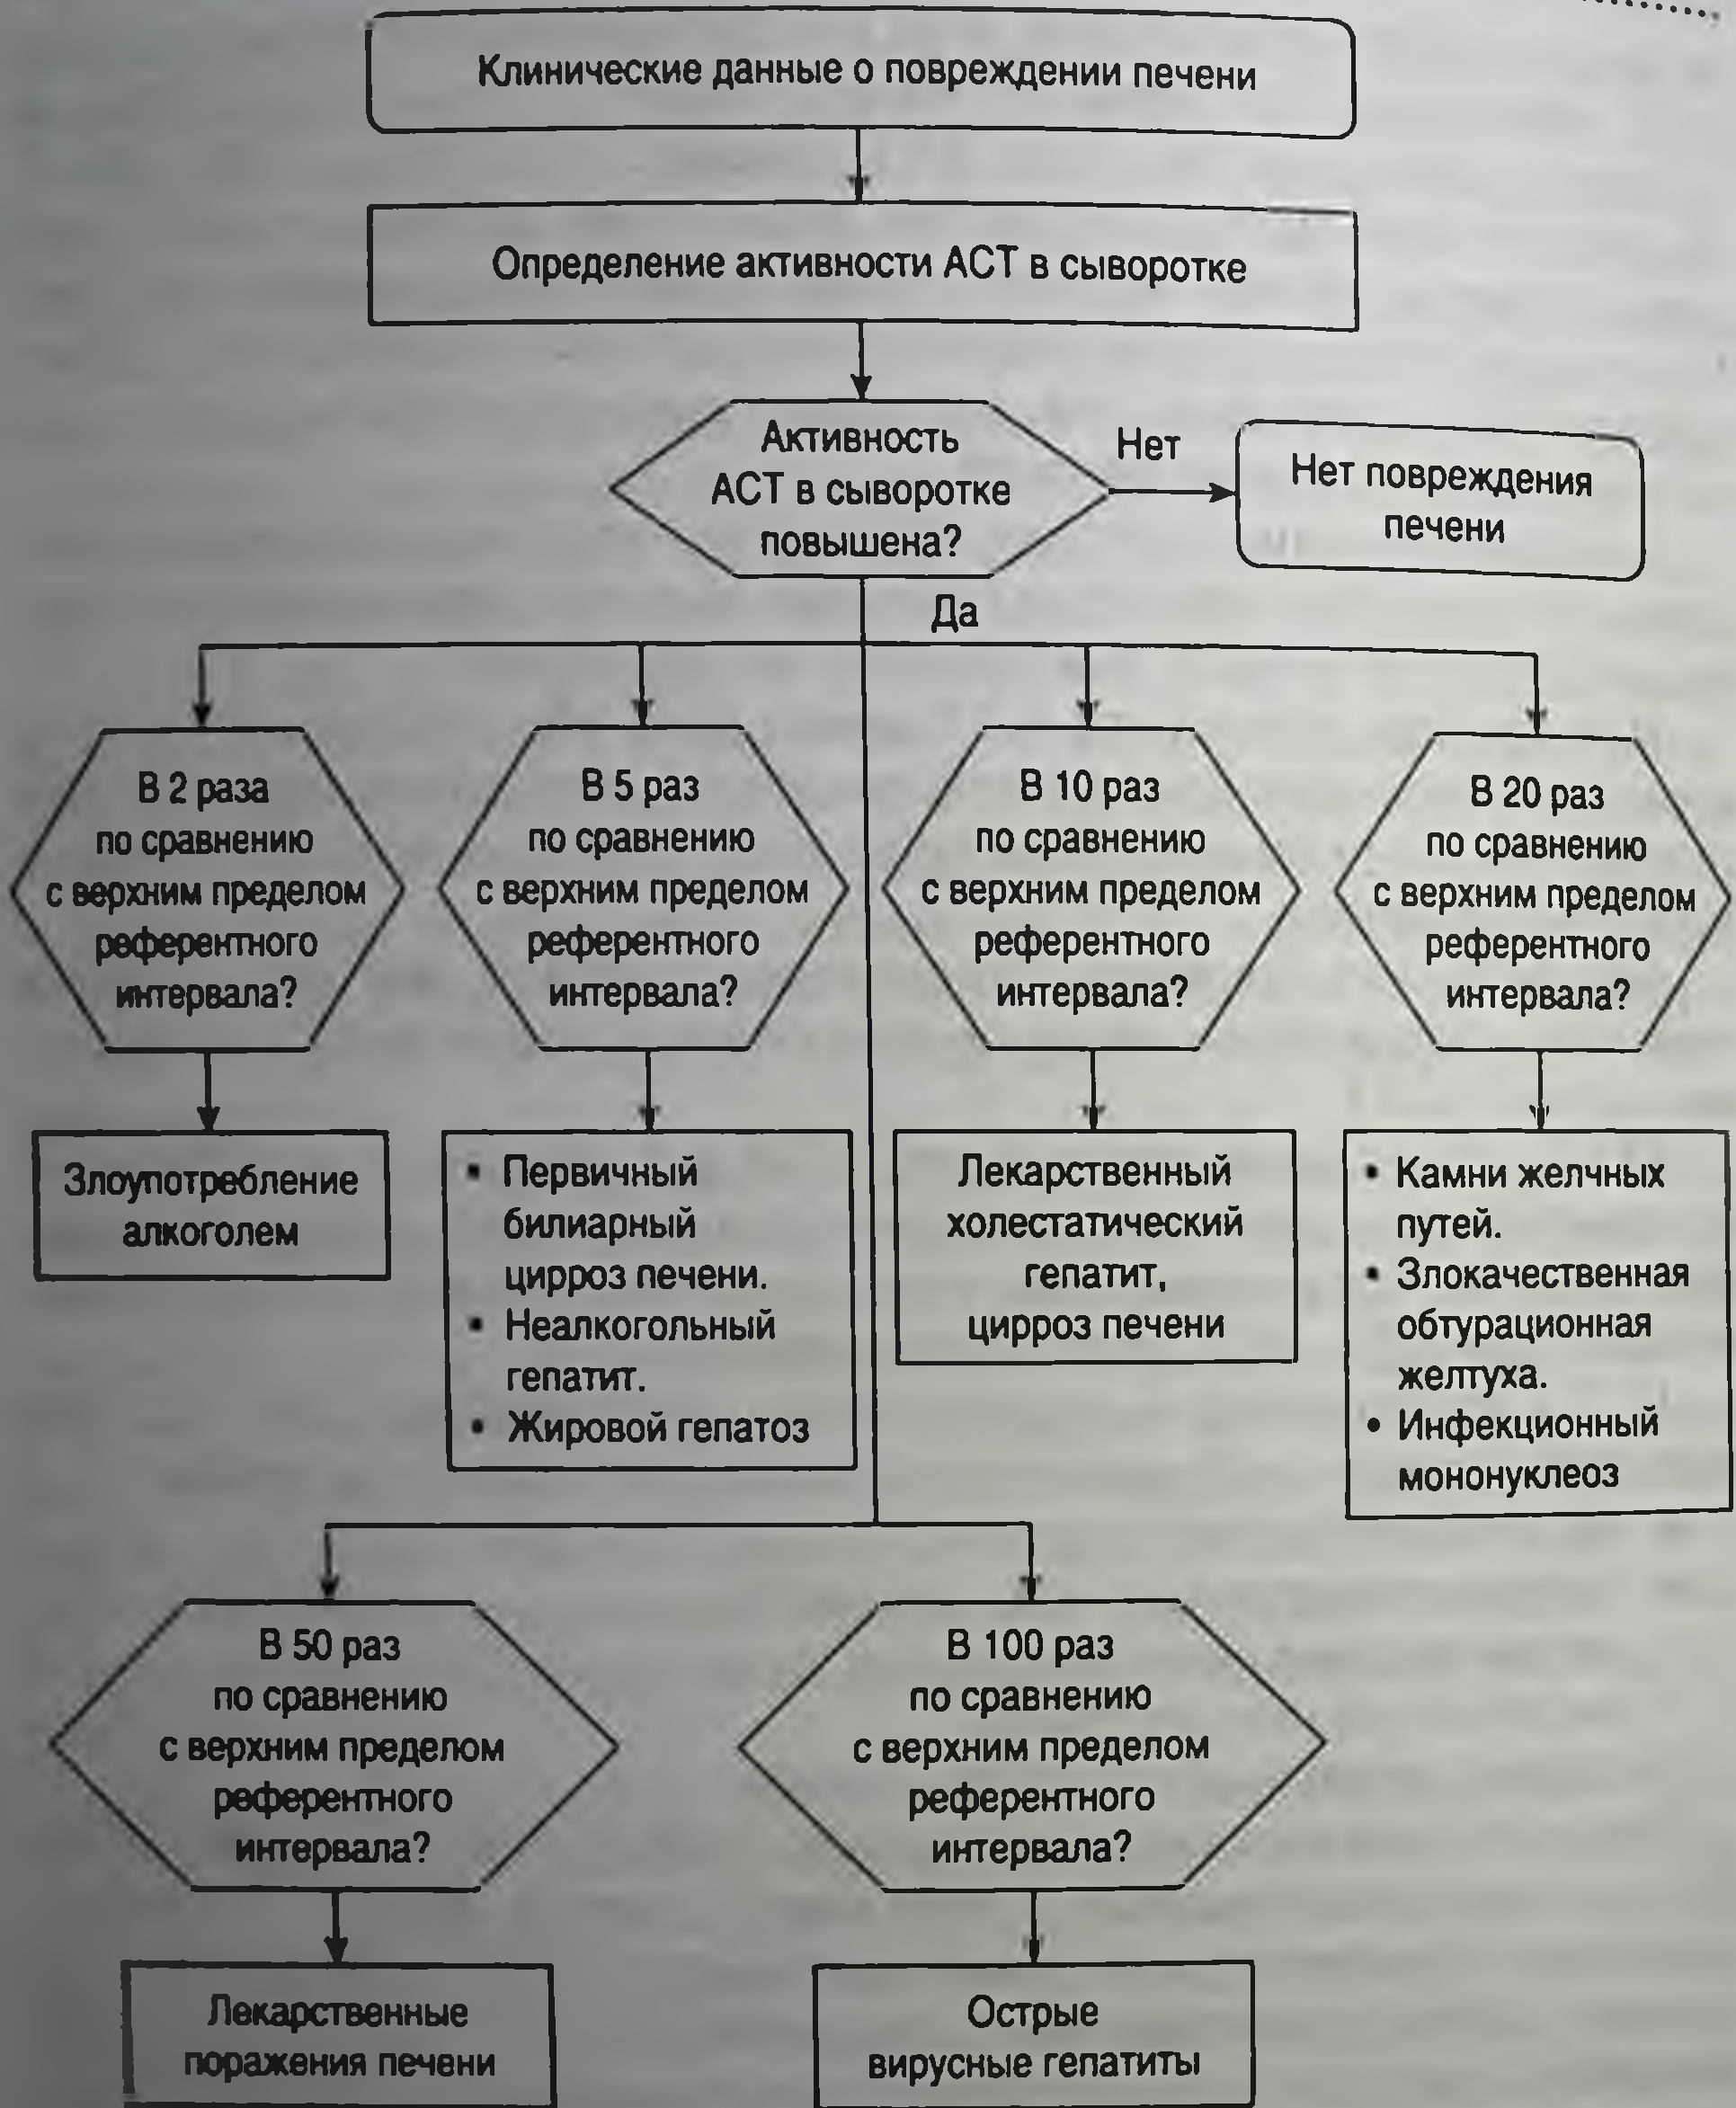 Клинические данные о повреждении печени
Определение активности АСТ в сыворотке
Активность
АСТ в сыворотке
повышена?
Нет
Нет повреждения
печени
Да
В 2 раза
по сравнению
с верхним пределом
референтного
интервала?
В 5 раз
по сравнению
с верхним пределом
референтного
интервала?
В 10 раз
по сравнению
с верхним пределом
референтного
интервала?
В 20 раз
по сравнению
с верхним пределом
референтного
интервала?
Злоупотребление
алкоголем
• Первичный
билиарный
цирроз печени.
• Неалкогольный
гепатит.
• Жировой гепатоз
Лекарственный
холестатический
гепатит,
цирроз печени
• Камни желчных
путей.
• Злокачественная
обтурационная
желтуха.
• Инфекционный
мононуклеоз
В 50 раз
по сравнению
с верхним пределом
референтного
интервала?
В 100 раз
по сравнению
с верхним пределом
референтного
интервала?
Лекарственные
поражения печени
Острые
вирусные гепатиты